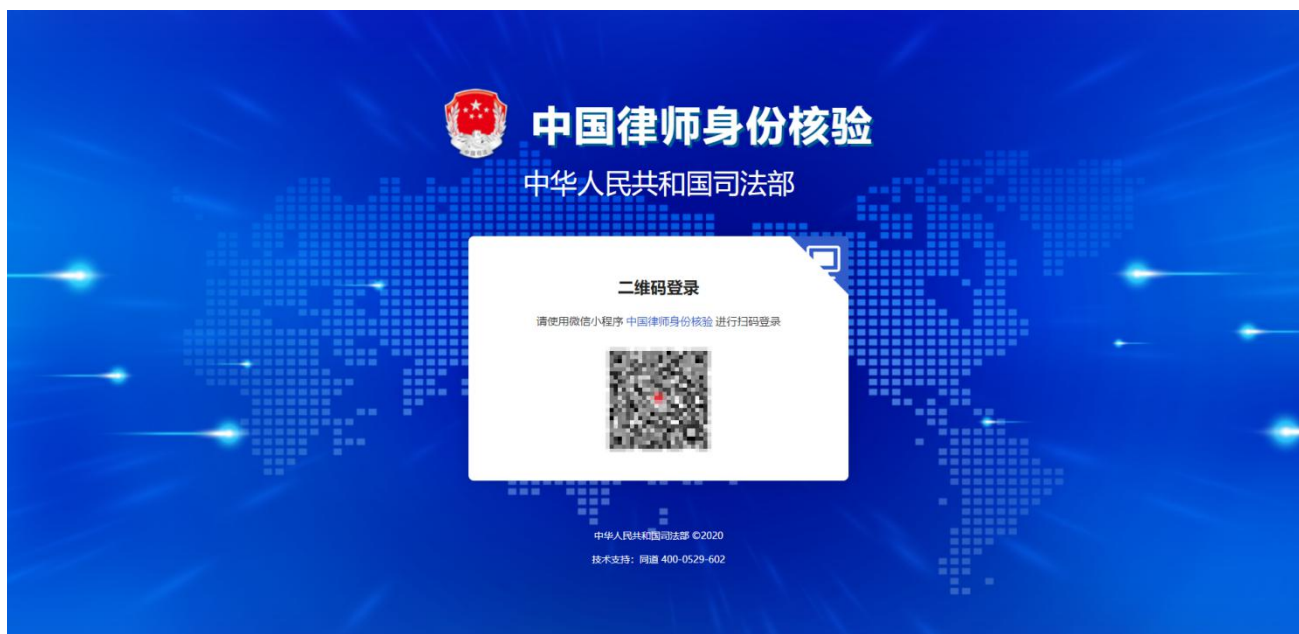 中国律师身份核验
中华人民共和国司法部
二维码登录
请使用微信小程序 中国律师身份核验 进行扫码登录
中华人民共和国司法部 ©2020
技术支持：同道 400-0529-602